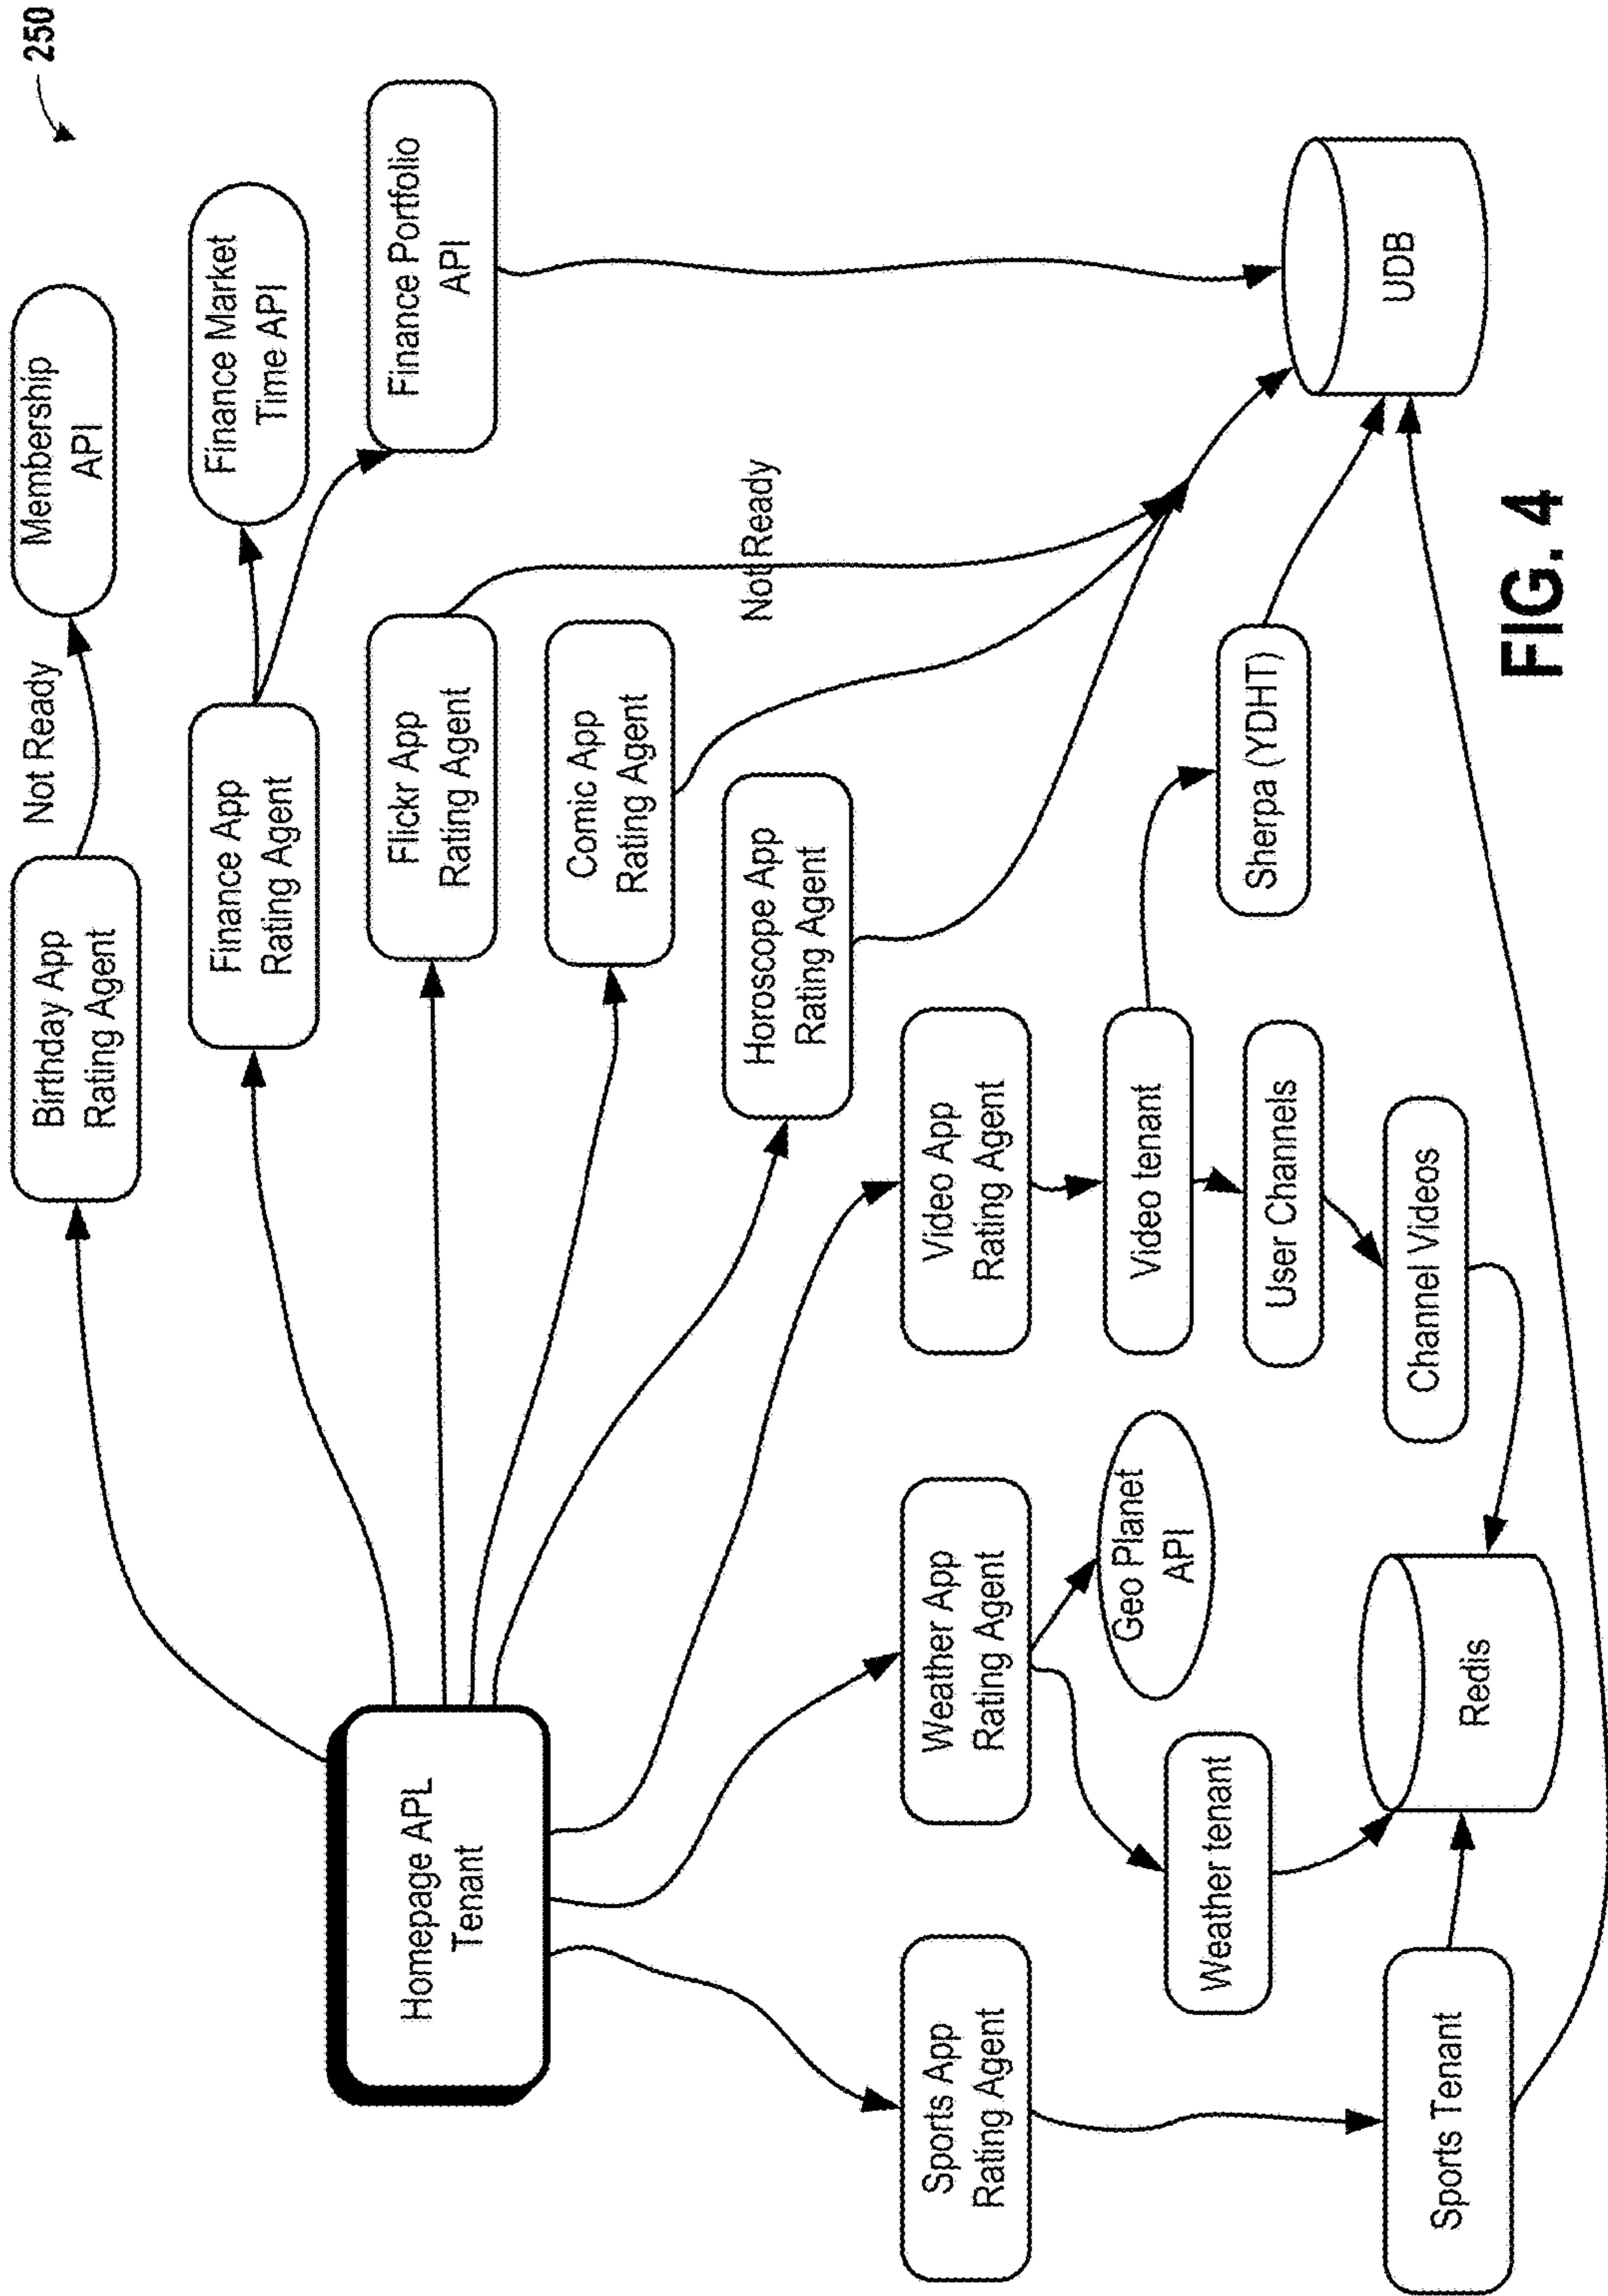 250
Membership
API
Not Ready
Birthday App
Rating Agent
Finance Market
Time API
Finance App
Rating Agent
Finance Portfolio
API
Flickr App
Rating Agent
Homepage APL
Tenant
Comic App
Rating Agent
Not Ready
Horoscope App
Rating Agent
Sports App
Rating Agent
Weather App
Rating Agent
Video App
Rating Agent
Geo Planet
API
Video tenant
Weather tenant
Sherpa (YDHT)
User Channels
Channel Videos
UDB
Sports Tenant
Redis
FIG. 4